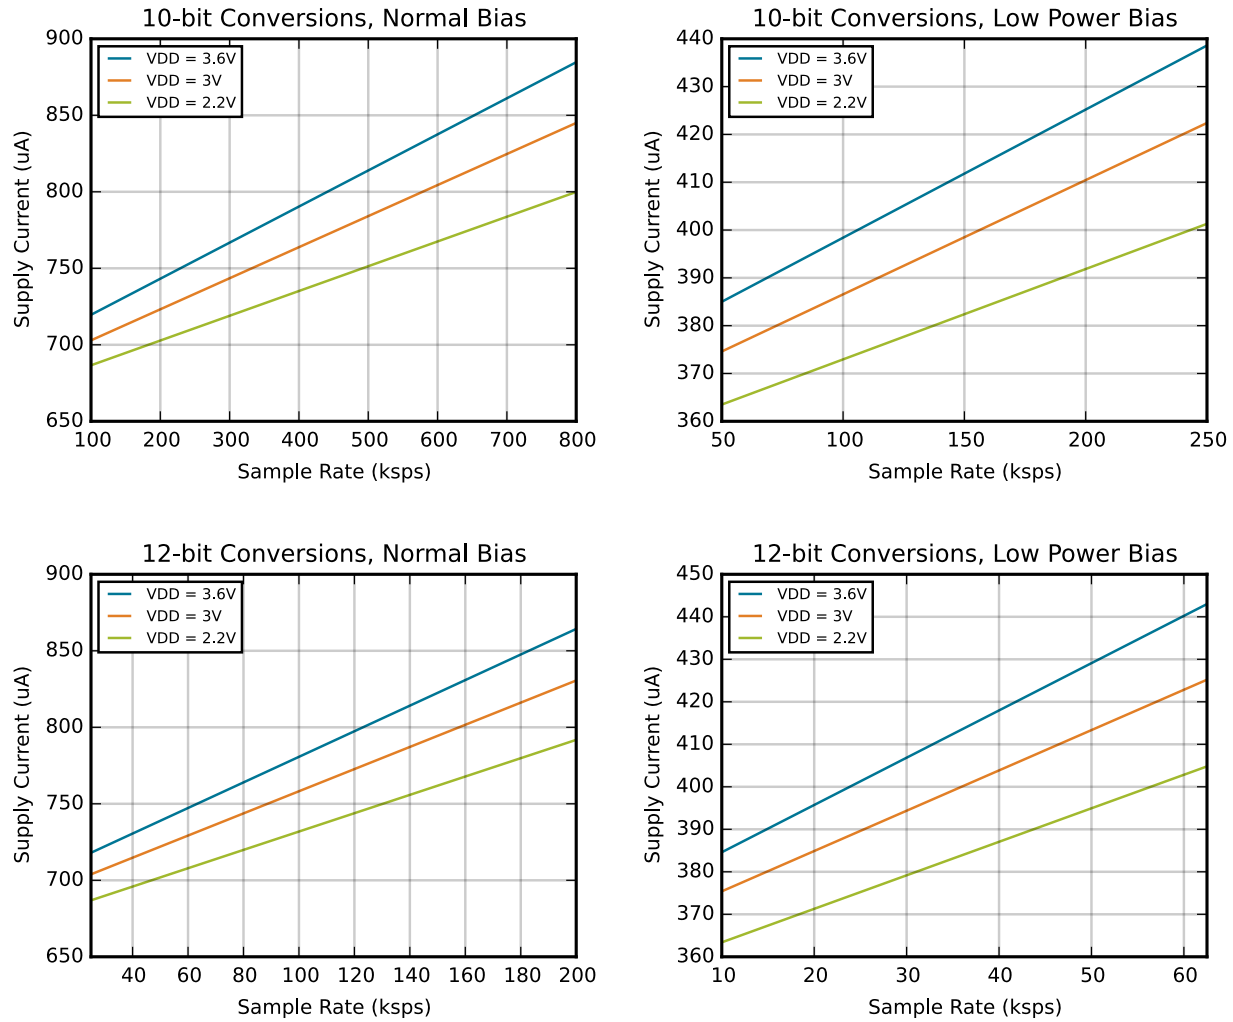 10-bit Conversions, Normal Bias
900
850
800
750
700
650
Supply Current (uA)
VDD = 3.6V
VDD = 3V
VDD = 2.2V
100 200 300 400 500 600 700 800
Sample Rate (ksps)
10-bit Conversions, Low Power Bias
440
430
420
410
400
390
380
370
360
Supply Current (uA)
VDD = 3.6V
VDD = 3V
VDD = 2.2V
50 100 150 200 250
Sample Rate (ksps)
12-bit Conversions, Normal Bias
900
850
800
750
700
650
Supply Current (uA)
VDD = 3.6V
VDD = 3V
VDD = 2.2V
40 60 80 100 120 140 160 180 200
Sample Rate (ksps)
12-bit Conversions, Low Power Bias
450
440
430
420
410
400
390
380
370
360
Supply Current (uA)
VDD = 3.6V
VDD = 3V
VDD = 2.2V
10 20 30 40 50 60
Sample Rate (ksps)